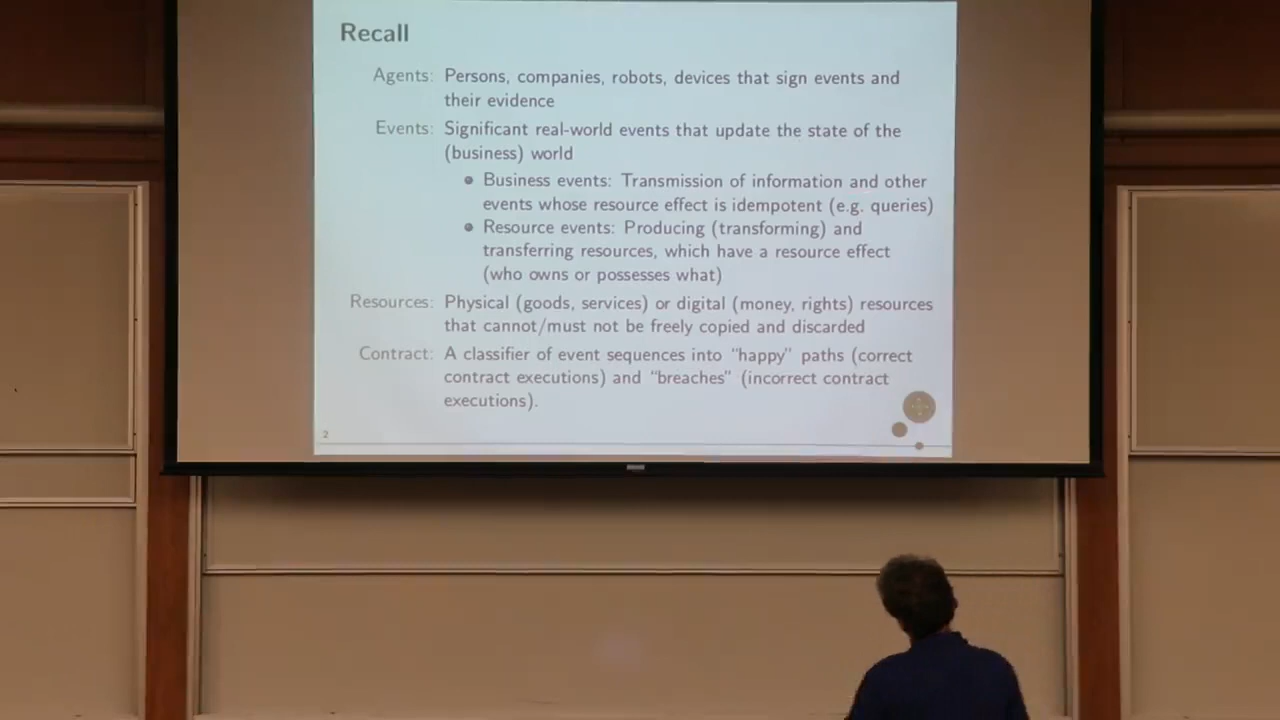 Recall
Agents: Persons, companies, robots, devices that sign events and
their evidence
Events: Significant real-world events that update the state of the
(business) world
• Business events: Transmission of information and other
events whose resource effect is idempotent (e.g. queries)
• Resource events: Producing (transforming) and
transferring resources, which have a resource effect
(who owns or possesses what)
Resources: Physical (goods, services) or digital (money, rights) resources
that cannot/must not be freely copied and discarded
Contract: A classifier of event sequences into “happy” paths (correct
contract executions) and “breaches” (incorrect contract
executions).
2